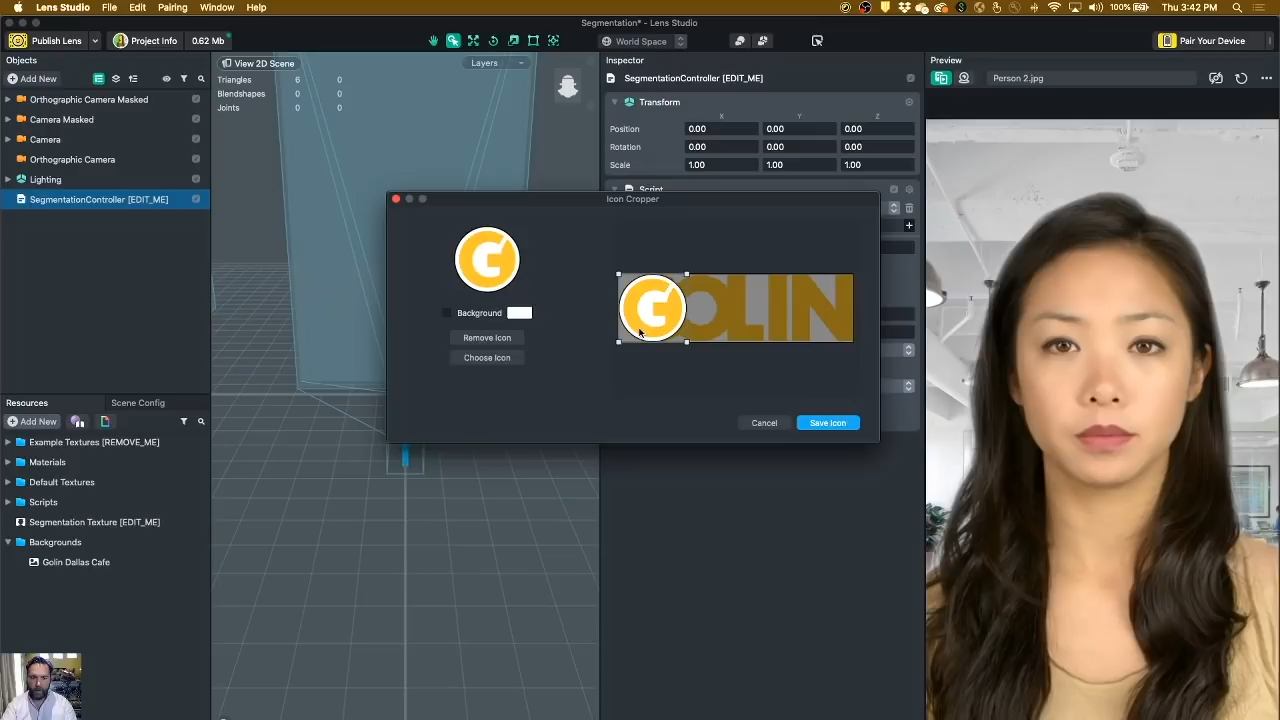 Lens Studio File Edit Pairing Window Help 100% Thu 3:42 PM
Segmentation* - Lens Studio
Publish Lens Project Info 0.62 Mb World Space Pair Your Device
Objects
Add New
Orthographic Camera Masked
Camera Masked
Camera
Orthographic Camera
Lighting
SegmentationController [EDIT_ME]
Resources Scene Config
Add New
Example Textures [REMOVE_ME]
Materials
Default Textures
Scripts
Segmentation Texture [EDIT_ME]
Backgrounds
Golin Dallas Cafe
View 2D Scene Layers
Triangles 6 0
Blendshapes 0 0
Joints 0 0
Inspector
SegmentationController [EDIT_ME]
Transform
X Y Z
Position 0.00 0.00 0.00
Rotation 0.00 0.00 0.00
Scale 1.00 1.00 1.00
Script
Icon Cropper
G
Background
Remove Icon
Choose Icon
GOLIN
Cancel Save Icon
Preview
Person 2.jpg